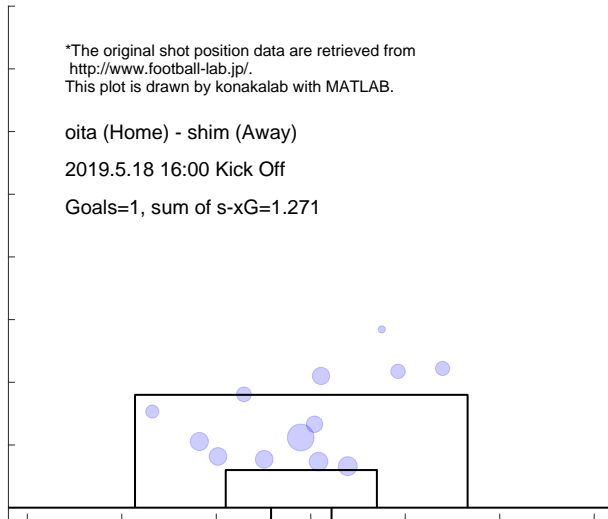 *The original shot position data are retrieved from
http://www.football-lab.jp/.
This plot is drawn by konakalab with MATLAB.
oita (Home) - shim (Away)
2019.5.18 16:00 Kick Off
Goals=1, sum of s-xG=1.271